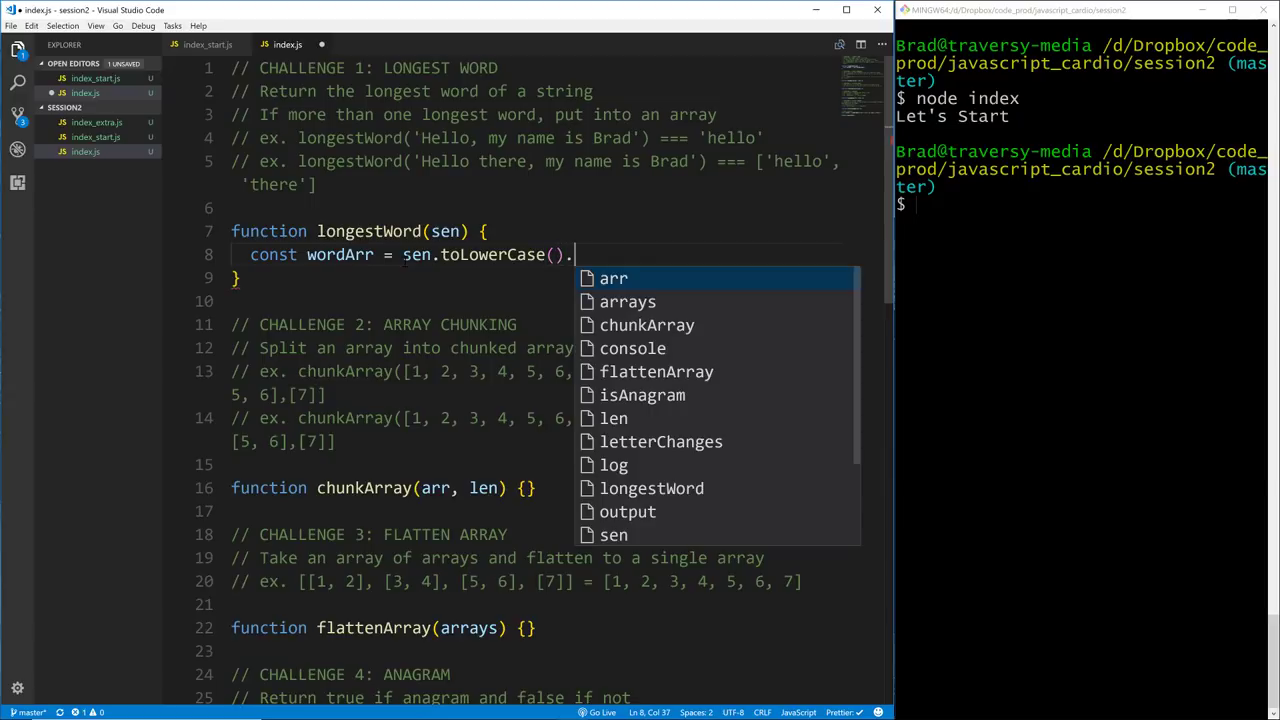 index.js - session2 - Visual Studio Code
File Edit Selection View Go Debug Tasks Help
EXPLORER
OPEN EDITORS 1 UNSAVED
index_start.js U
index.js U
SESSION2
index_extra.js U
index_start.js U
index.js U
index_start.js index.js
1 // CHALLENGE 1: LONGEST WORD
2 // Return the longest word of a string
3 // If more than one longest word, put into an array
4 // ex. longestWord('Hello, my name is Brad') === 'hello'
5 // ex. longestWord('Hello there, my name is Brad') === ['hello',
'there']
6
7 function longestWord(sen) {
8 const wordArr = sen.toLowerCase().
9 }
10
11 // CHALLENGE 2: ARRAY CHUNKING
12 // Split an array into chunked array
13 // ex. chunkArray([1, 2, 3, 4, 5, 6,
5, 6],[7]]
14 // ex. chunkArray([1, 2, 3, 4, 5, 6,
[5, 6],[7]]
15
16 function chunkArray(arr, len) {}
17
18 // CHALLENGE 3: FLATTEN ARRAY
19 // Take an array of arrays and flatten to a single array
20 // ex. [[1, 2], [3, 4], [5, 6], [7]] = [1, 2, 3, 4, 5, 6, 7]
21
22 function flattenArray(arrays) {}
23
24 // CHALLENGE 4: ANAGRAM
25 // Return true if anagram and false if not
arr
arrays
chunkArray
console
flattenArray
isAnagram
len
letterChanges
log
longestWord
output
sen
master* 1 0
Go Live Ln 8, Col 37 Spaces: 2 UTF-8 CRLF JavaScript Prettier: ✓
MINGW64:/d/Dropbox/code_prod/javascript_cardio/session2
Brad@traversy-media /d/Dropbox/code_
prod/javascript_cardio/session2 (mas
ter)
$ node index
Let's Start
Brad@traversy-media /d/Dropbox/code_
prod/javascript_cardio/session2 (mas
ter)
$